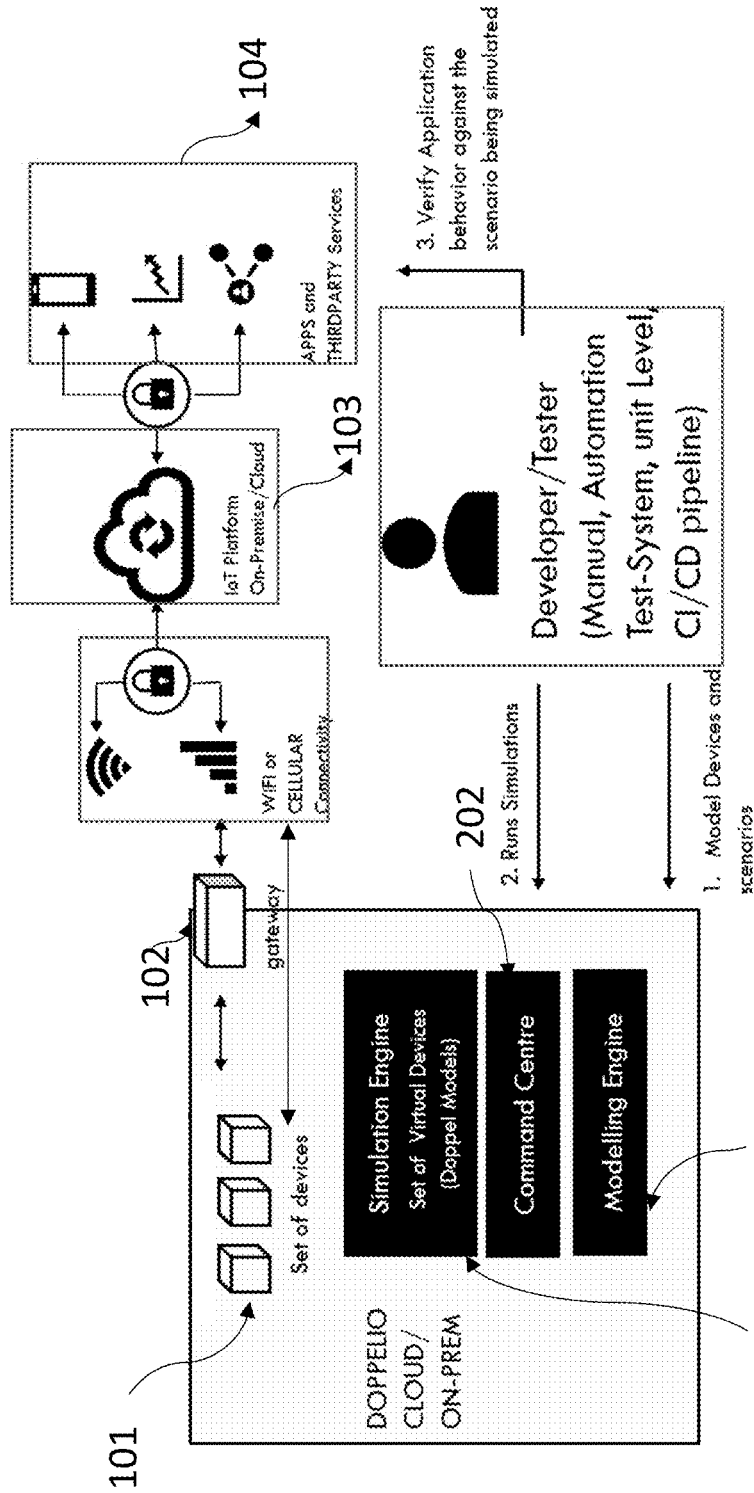 101
102
gateway
Set of devices
DOPPELIO
CLOUD/
ON-PREM
Simulation Engine
Set of Virtual Devices
(Doppel Models)
Command Centre
Modelling Engine
202
WIFI or
CELLULAR
Connectivity
IoT Platform
On-Premise/Cloud
103
APPS and
THIRDPARTY Services
104
2. Runs Simulations
1. Model Devices and
scenarios
Developer/Tester
(Manual, Automation
Test-System, unit Level,
CI/CD pipeline)
3. Verify Application
behavior against the
scenario being simulated